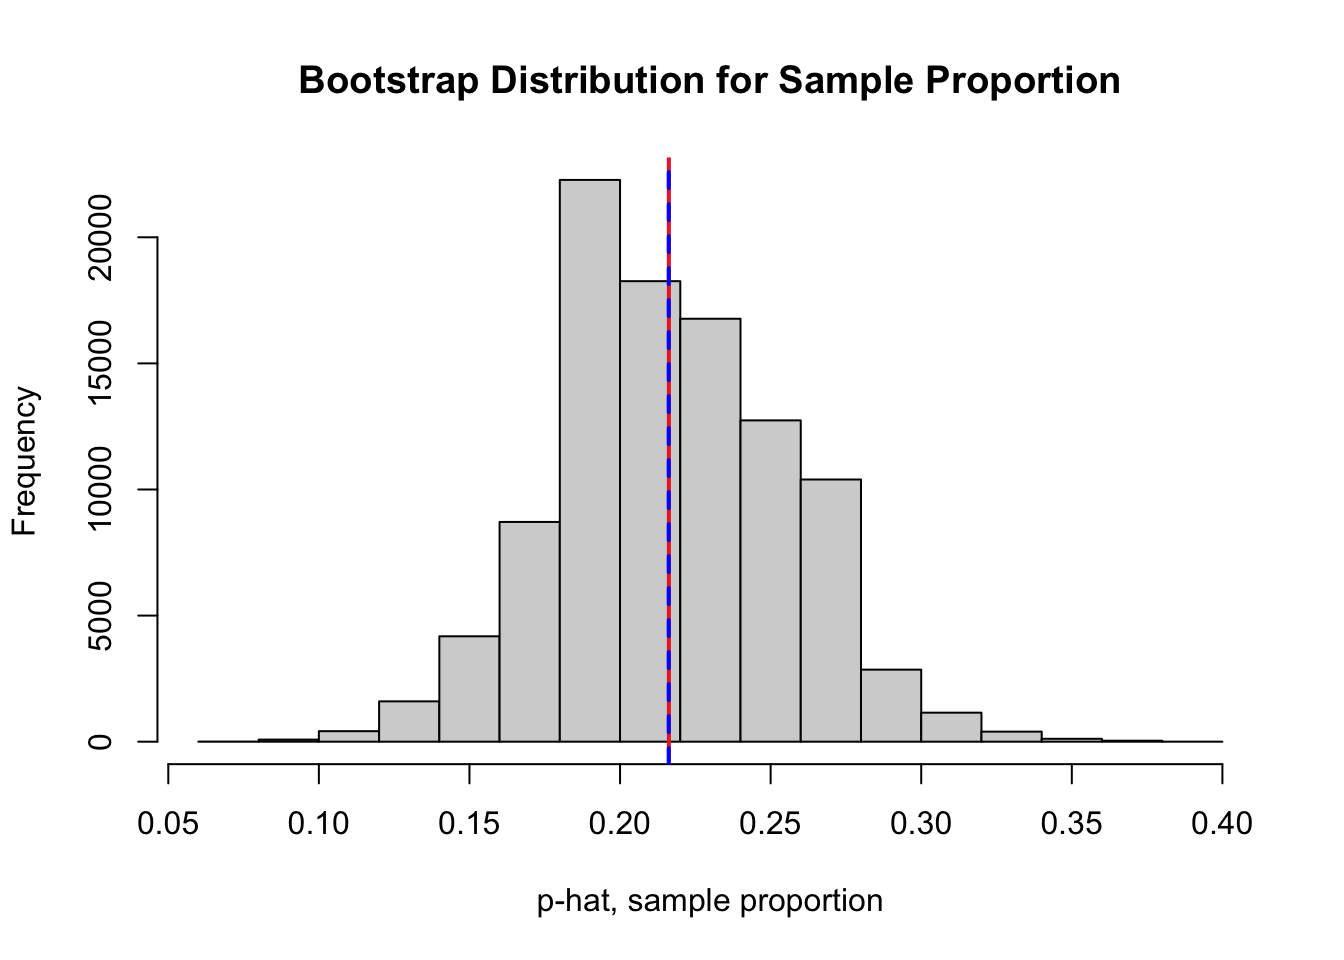 Bootstrap Distribution for Sample Proportion
Frequency
20000
15000
10000
5000
0
0.05 0.10 0.15 0.20 0.25 0.30 0.35 0.40
p-hat, sample proportion